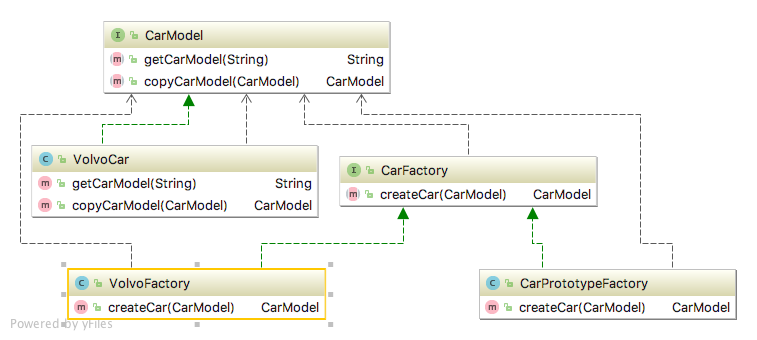 I CarModel
m getCarModel(String) String
m copyCarModel(CarModel) CarModel
C VolvoCar
m getCarModel(String) String
m copyCarModel(CarModel) CarModel
I CarFactory
m createCar(CarModel) CarModel
C VolvoFactory
m createCar(CarModel) CarModel
C CarPrototypeFactory
m createCar(CarModel) CarModel
Powered by yFiles